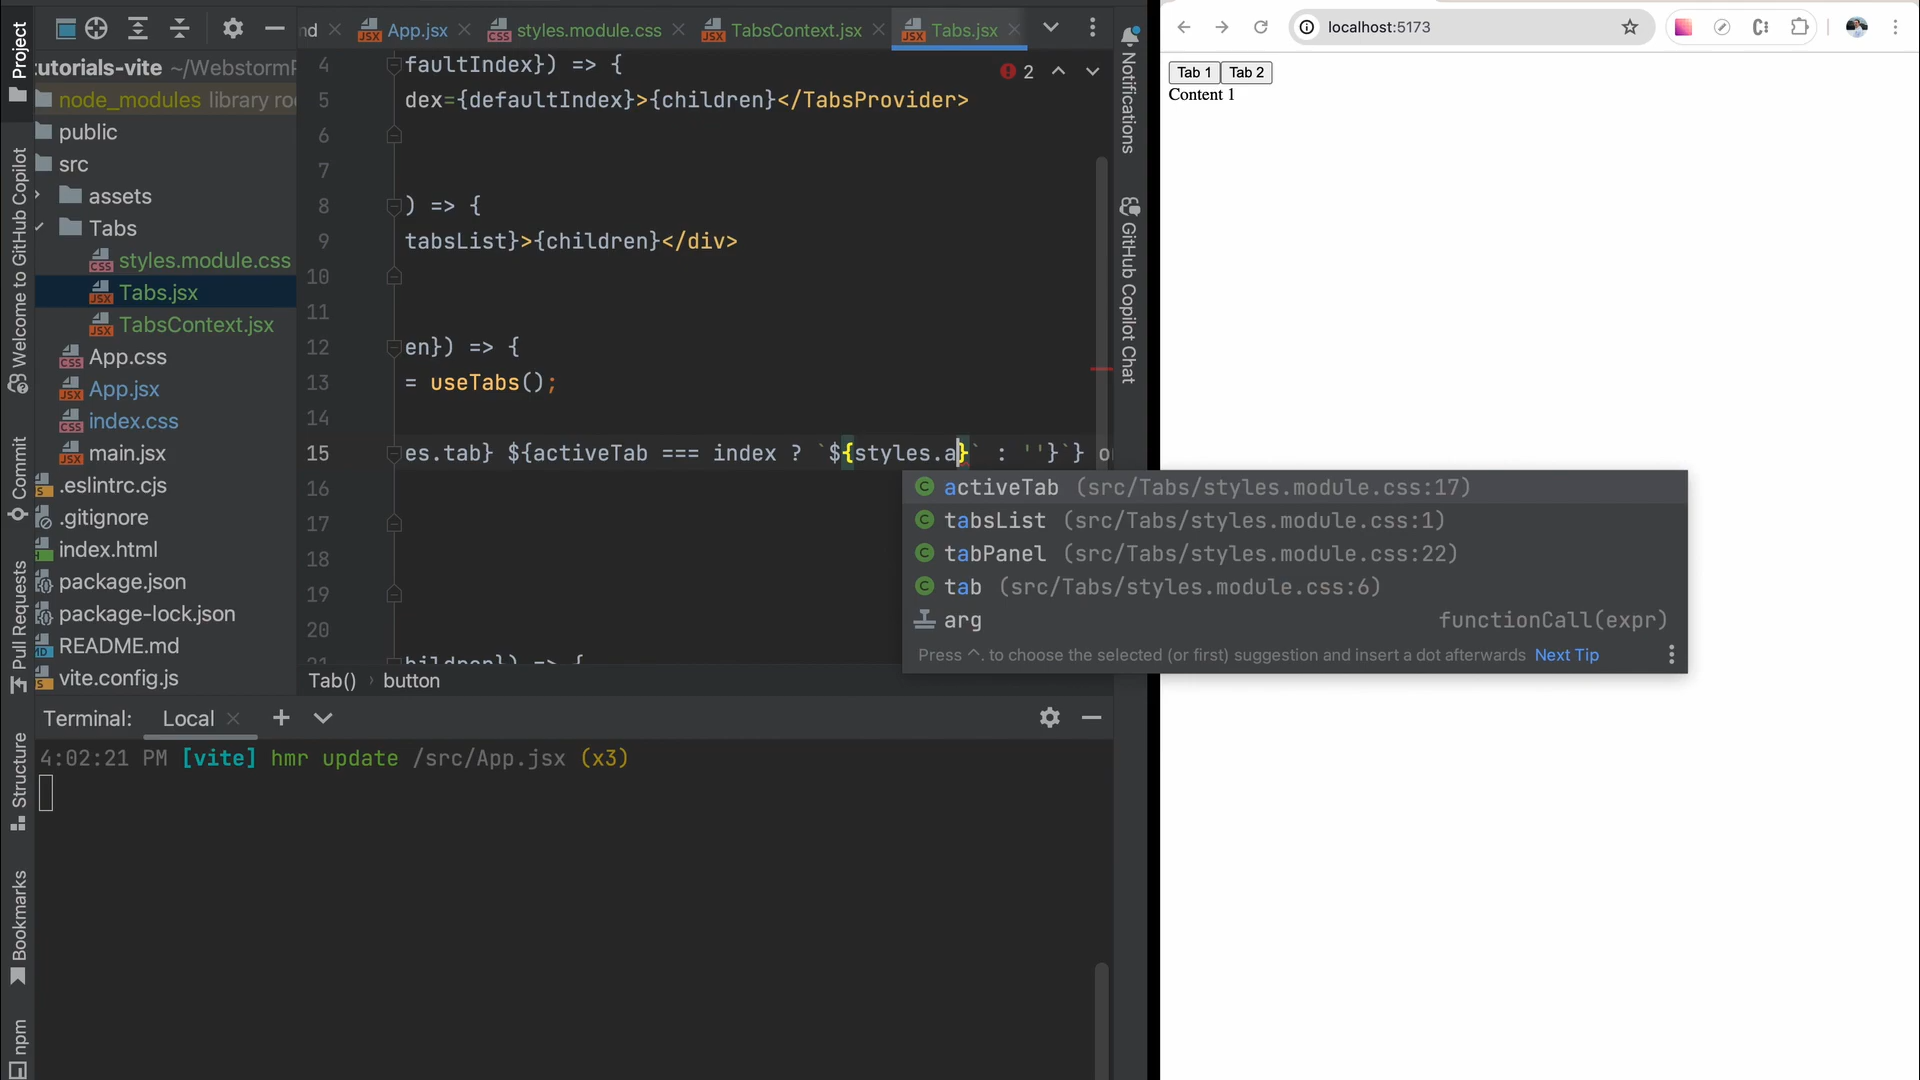 Project
Welcome to GitHub Copilot
Commit
Pull Requests
Structure
Bookmarks
npm
tutorials-vite ~/WebstormP
node_modules library roo
public
src
assets
Tabs
styles.module.css
Tabs.jsx
TabsContext.jsx
App.css
App.jsx
index.css
main.jsx
.eslintrc.cjs
.gitignore
index.html
package.json
package-lock.json
README.md
vite.config.js
nd App.jsx styles.module.css TabsContext.jsx Tabs.jsx
2
4 faultIndex}) => {
5 dex={defaultIndex}>{children}</TabsProvider>
6
7
8 ) => {
9 tabsList}>{children}</div>
10
11
12 en}) => {
13 = useTabs();
14
15 es.tab} ${activeTab === index ? `${styles.a}` : ''}`} on
16
17
18
19
20
21 hildren}) => {
activeTab (src/Tabs/styles.module.css:17)
tabsList (src/Tabs/styles.module.css:1)
tabPanel (src/Tabs/styles.module.css:22)
tab (src/Tabs/styles.module.css:6)
arg functionCall(expr)
Press ^. to choose the selected (or first) suggestion and insert a dot afterwards Next Tip
Tab() › button
Terminal: Local
4:02:21 PM [vite] hmr update /src/App.jsx (x3)
Notifications
GitHub Copilot Chat
localhost:5173
Tab 1 Tab 2
Content 1